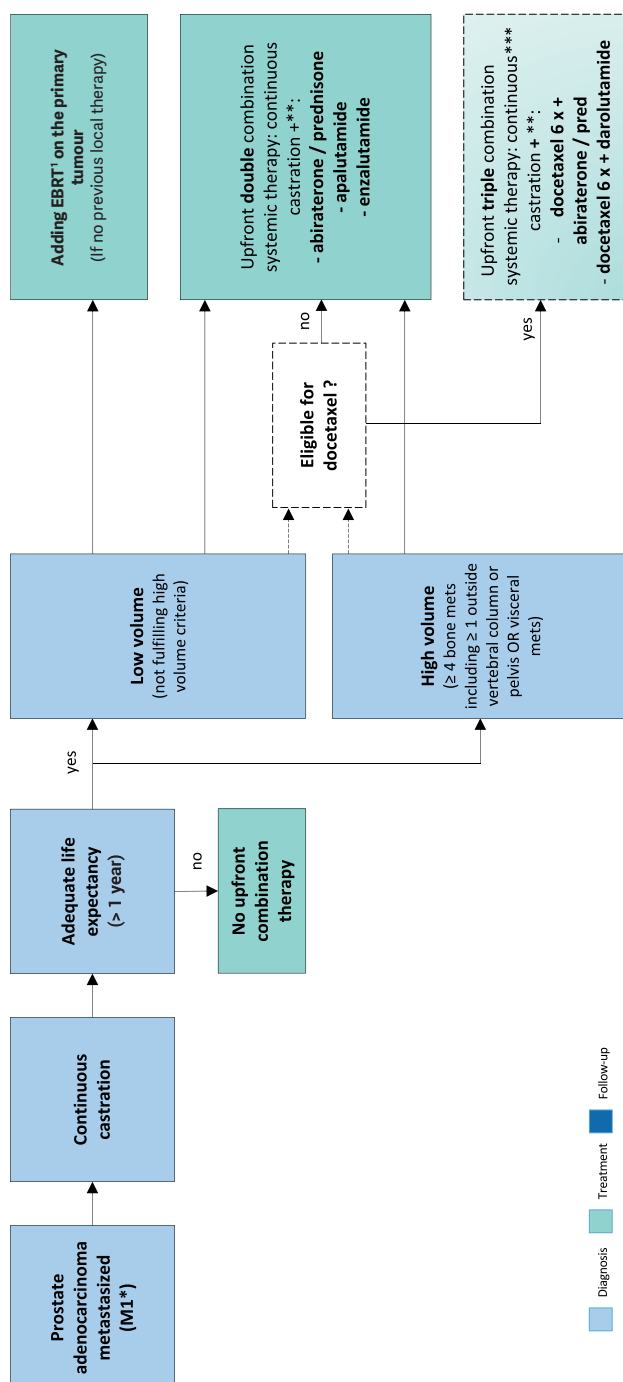 Prostate
adenocarcinoma
metastasized
(M1*)
Continuous
castration
Adequate life
expectancy
(> 1 year)
no
No upfront
combination
therapy
yes
Low volume
(not fulfilling high
volume criteria)
High volume
(≥ 4 bone mets
including ≥ 1 outside
vertebral column or
pelvis OR visceral
mets)
Eligible for
docetaxel ?
no
yes
Adding EBRT¹ on the primary
tumour
(If no previous local therapy)
Upfront double combination
systemic therapy: continuous
castration +**:
- abiraterone / prednisone
- apalutamide
- enzalutamide
Upfront triple combination
systemic therapy: continuous***
castration + **:
- docetaxel 6 x +
abiraterone / pred
- docetaxel 6 x + darolutamide
Diagnosis
Treatment
Follow-up